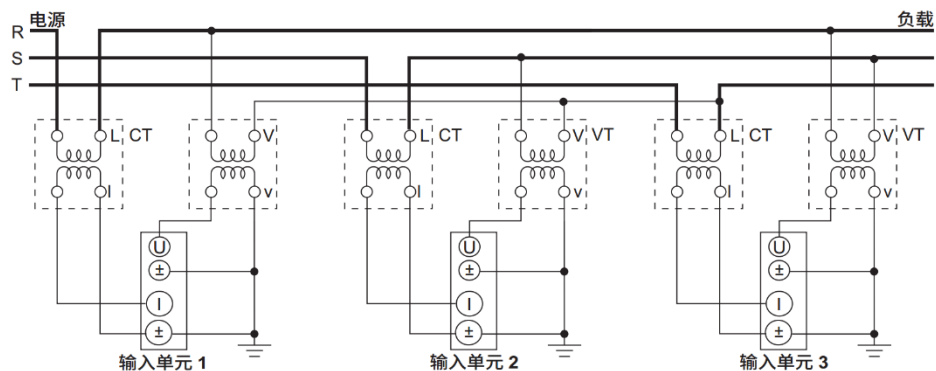 电源 负载
R
S
T
L CT V L CT V VT L CT V VT
l v l v l v
U U U
± ± ±
I I I
± ± ±
输入单元 1 输入单元 2 输入单元 3